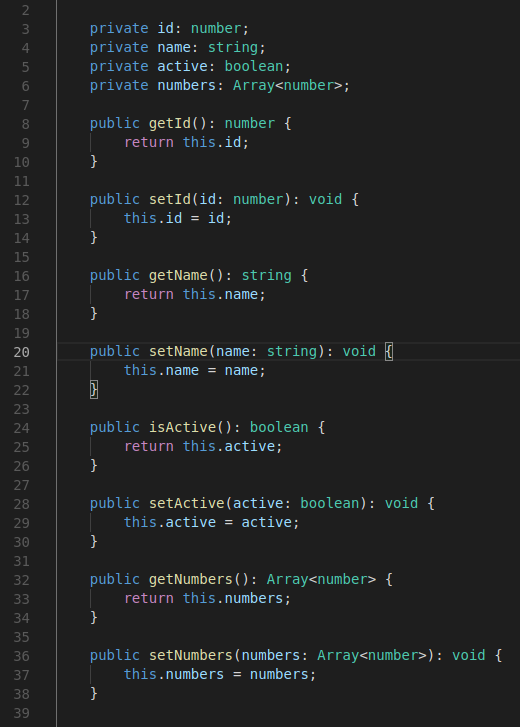 2
3 private id: number;
4 private name: string;
5 private active: boolean;
6 private numbers: Array<number>;
7
8 public getId(): number {
9 return this.id;
10 }
11
12 public setId(id: number): void {
13 this.id = id;
14 }
15
16 public getName(): string {
17 return this.name;
18 }
19
20 public setName(name: string): void {
21 this.name = name;
22 }
23
24 public isActive(): boolean {
25 return this.active;
26 }
27
28 public setActive(active: boolean): void {
29 this.active = active;
30 }
31
32 public getNumbers(): Array<number> {
33 return this.numbers;
34 }
35
36 public setNumbers(numbers: Array<number>): void {
37 this.numbers = numbers;
38 }
39